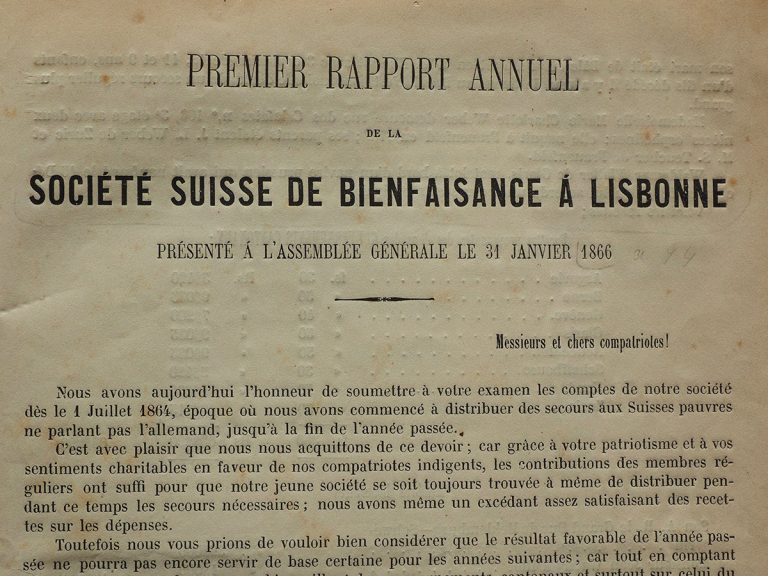 PREMIER RAPPORT ANNUEL
DE LA
SOCIÉTÉ SUISSE DE BIENFAISANCE Á LISBONNE
PRÉSENTÉ Á L'ASSEMBLÉE GÉNÉRALE LE 31 JANVIER 1866
Messieurs et chers compatriotes!
Nous avons aujourd'hui l'honneur de soumettre à votre examen les comptes de notre société
dès le 1 Juillet 1864, époque où nous avons commencé à distribuer des secours aux Suisses pauvres
ne parlant pas l'allemand, jusqu'à la fin de l'année passée.
C'est avec plaisir que nous nous acquittons de ce devoir; car grâce à votre patriotisme et à vos
sentiments charitables en faveur de nos compatriotes indigents, les contributions des membres ré-
guliers ont suffi pour que notre jeune société se soit toujours trouvée à même de distribuer pen-
dant ce temps les secours nécessaires; nous avons même un excédant assez satisfaisant des recet-
tes sur les dépenses.
Toutefois nous vous prions de vouloir bien considérer que le résultat favorable de l'année pas-
sée ne pourra pas encore servir de base certaine pour les années suivantes; car tout en comptant
et surtout sur celui du